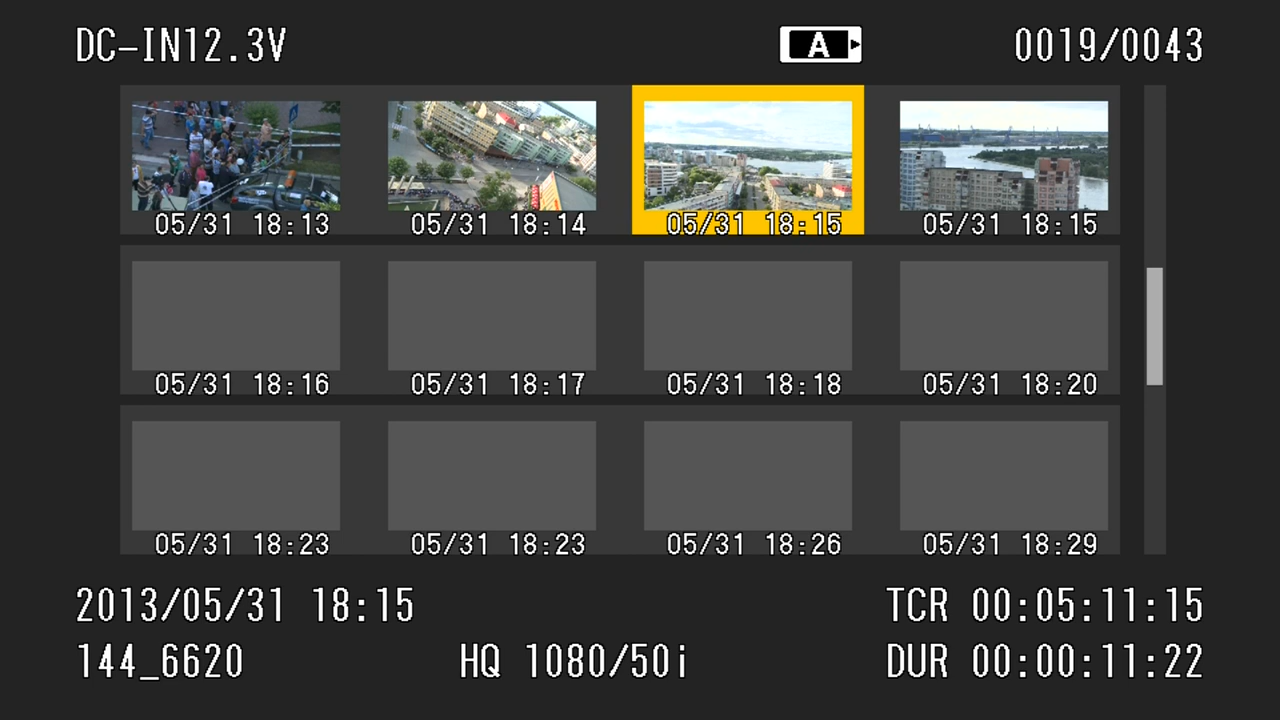 DC-IN12.3V A 0019/0043
05/31 18:13 05/31 18:14 05/31 18:15 05/31 18:15
05/31 18:16 05/31 18:17 05/31 18:18 05/31 18:20
05/31 18:23 05/31 18:23 05/31 18:26 05/31 18:29
2013/05/31 18:15 TCR 00:05:11:15
144_6620 HQ 1080/50i DUR 00:00:11:22